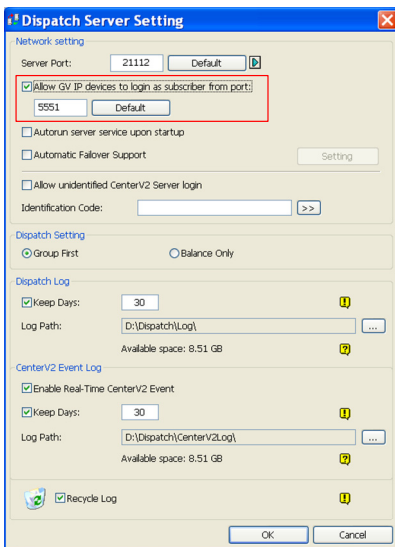 Dispatch Server Setting
Network setting
Server Port: 21112 Default
Allow GV IP devices to login as subscriber from port:
5551 Default
Autorun server service upon startup
Automatic Failover Support Setting
Allow unidentified CenterV2 Server login
Identification Code: >>
Dispatch Setting
Group First Balance Only
Dispatch Log
Keep Days: 30
Log Path: D:\Dispatch\Log\ ...
Available space: 8.51 GB
CenterV2 Event Log
Enable Real-Time CenterV2 Event
Keep Days: 30
Log Path: D:\Dispatch\CenterV2Log\ ...
Available space: 8.51 GB
Recycle Log
OK Cancel